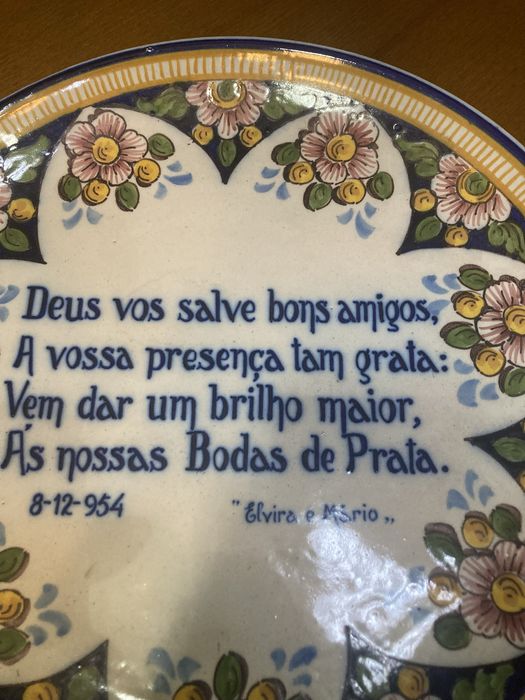 Deus vos salve bons amigos,
A vossa presença tam grata:
Vem dar um brilho maior,
Ás nossas Bodas de Prata.
8-12-954 "Elvira e Mário„